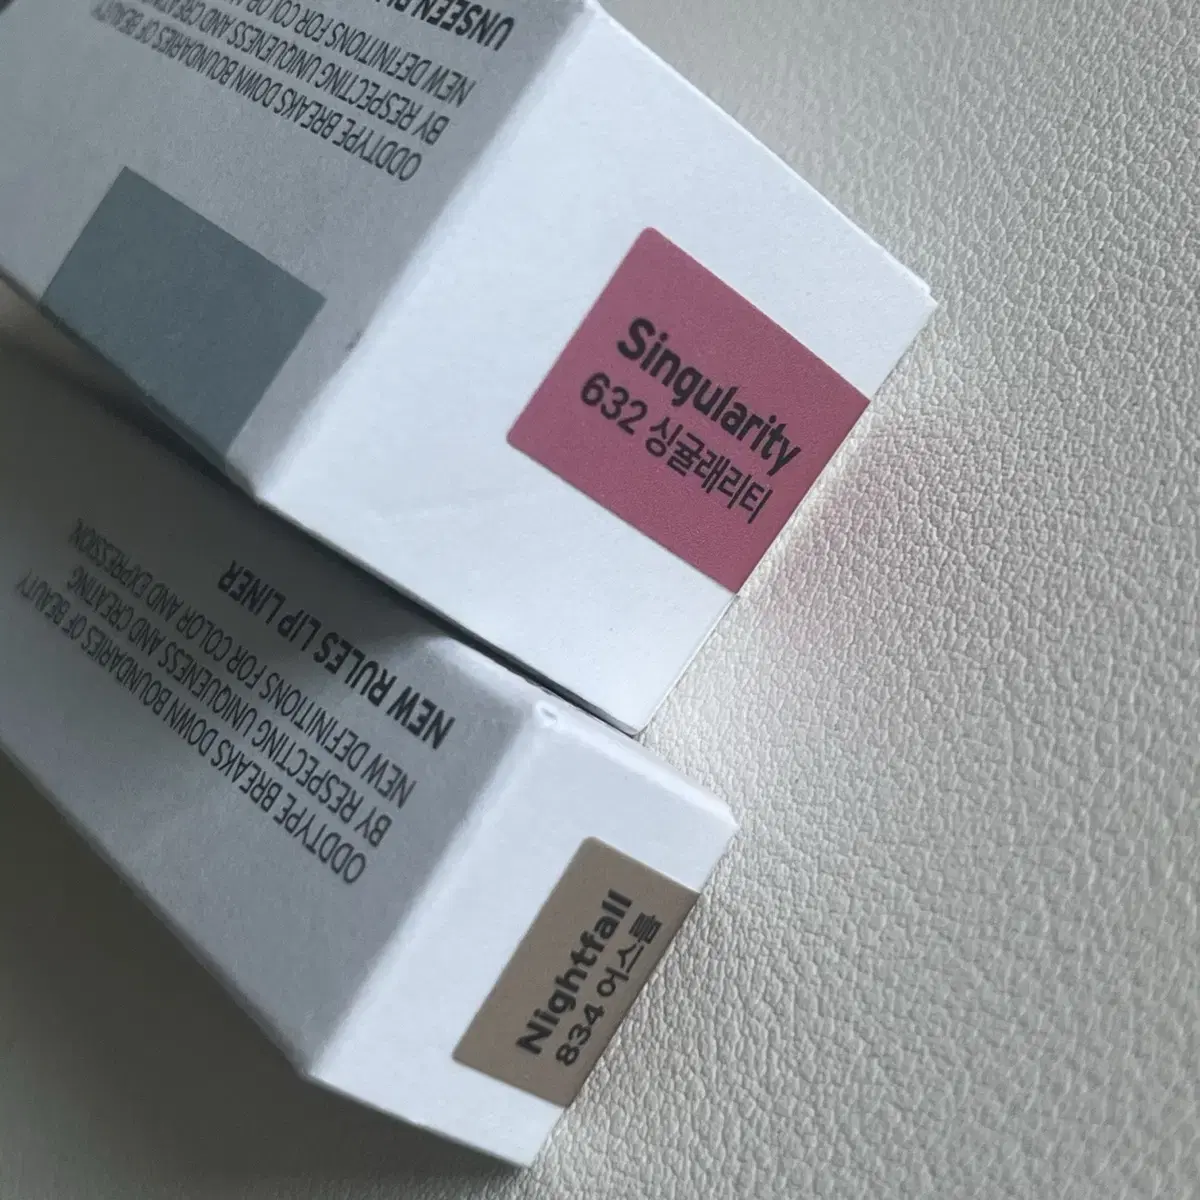 UNSEEN
NEW DEFINITIONS FOR COLOR
BY RESPECTING UNIQUENESS AND CREATING
ODDTYPE BREAKS DOWN BOUNDARIES OF BEAUTY
Singularity
632 싱귤래리티
NEW RULES LIP LINER
NEW DEFINITIONS FOR COLOR AND EXPRESSION
BY RESPECTING UNIQUENESS AND CREATING
ODDTYPE BREAKS DOWN BOUNDARIES OF BEAUTY
Nightfall
834 어스름